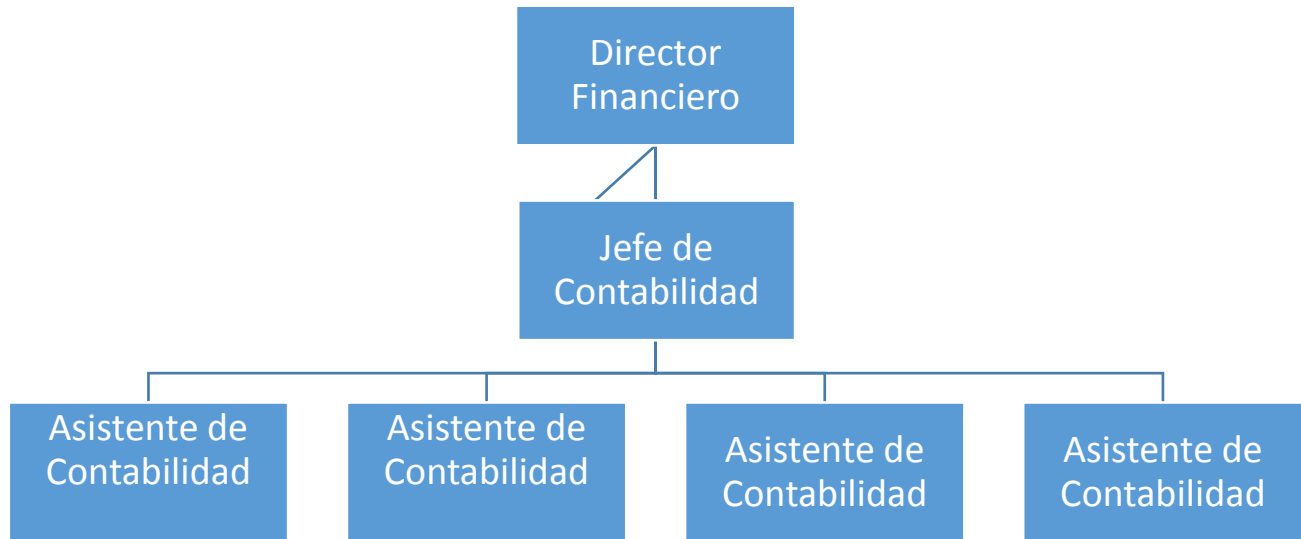 Director
Financiero
Jefe de
Contabilidad
Asistente de
Contabilidad
Asistente de
Contabilidad
Asistente de
Contabilidad
Asistente de
Contabilidad